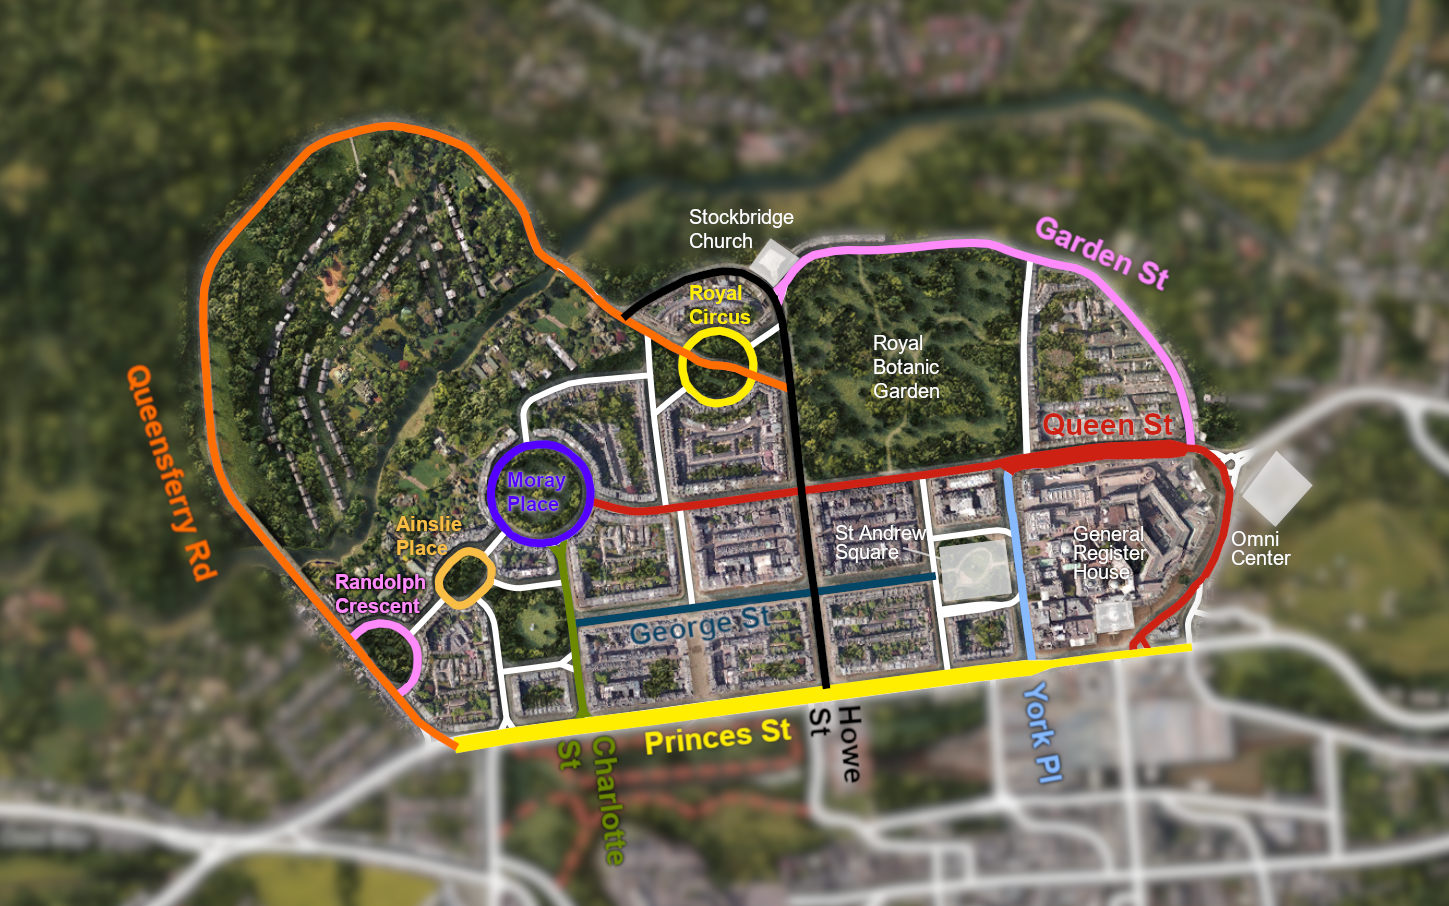 Stockbridge
Church
Garden St
Royal
Circus
Royal
Botanic
Garden
Queensferry Rd
Queen St
Moray
Place
Ainslie
Place
St Andrew
Square
General
Register
House
Omni
Center
Randolph
Crescent
George St
Princes St
Charlotte
St
Howe
St
York Pl